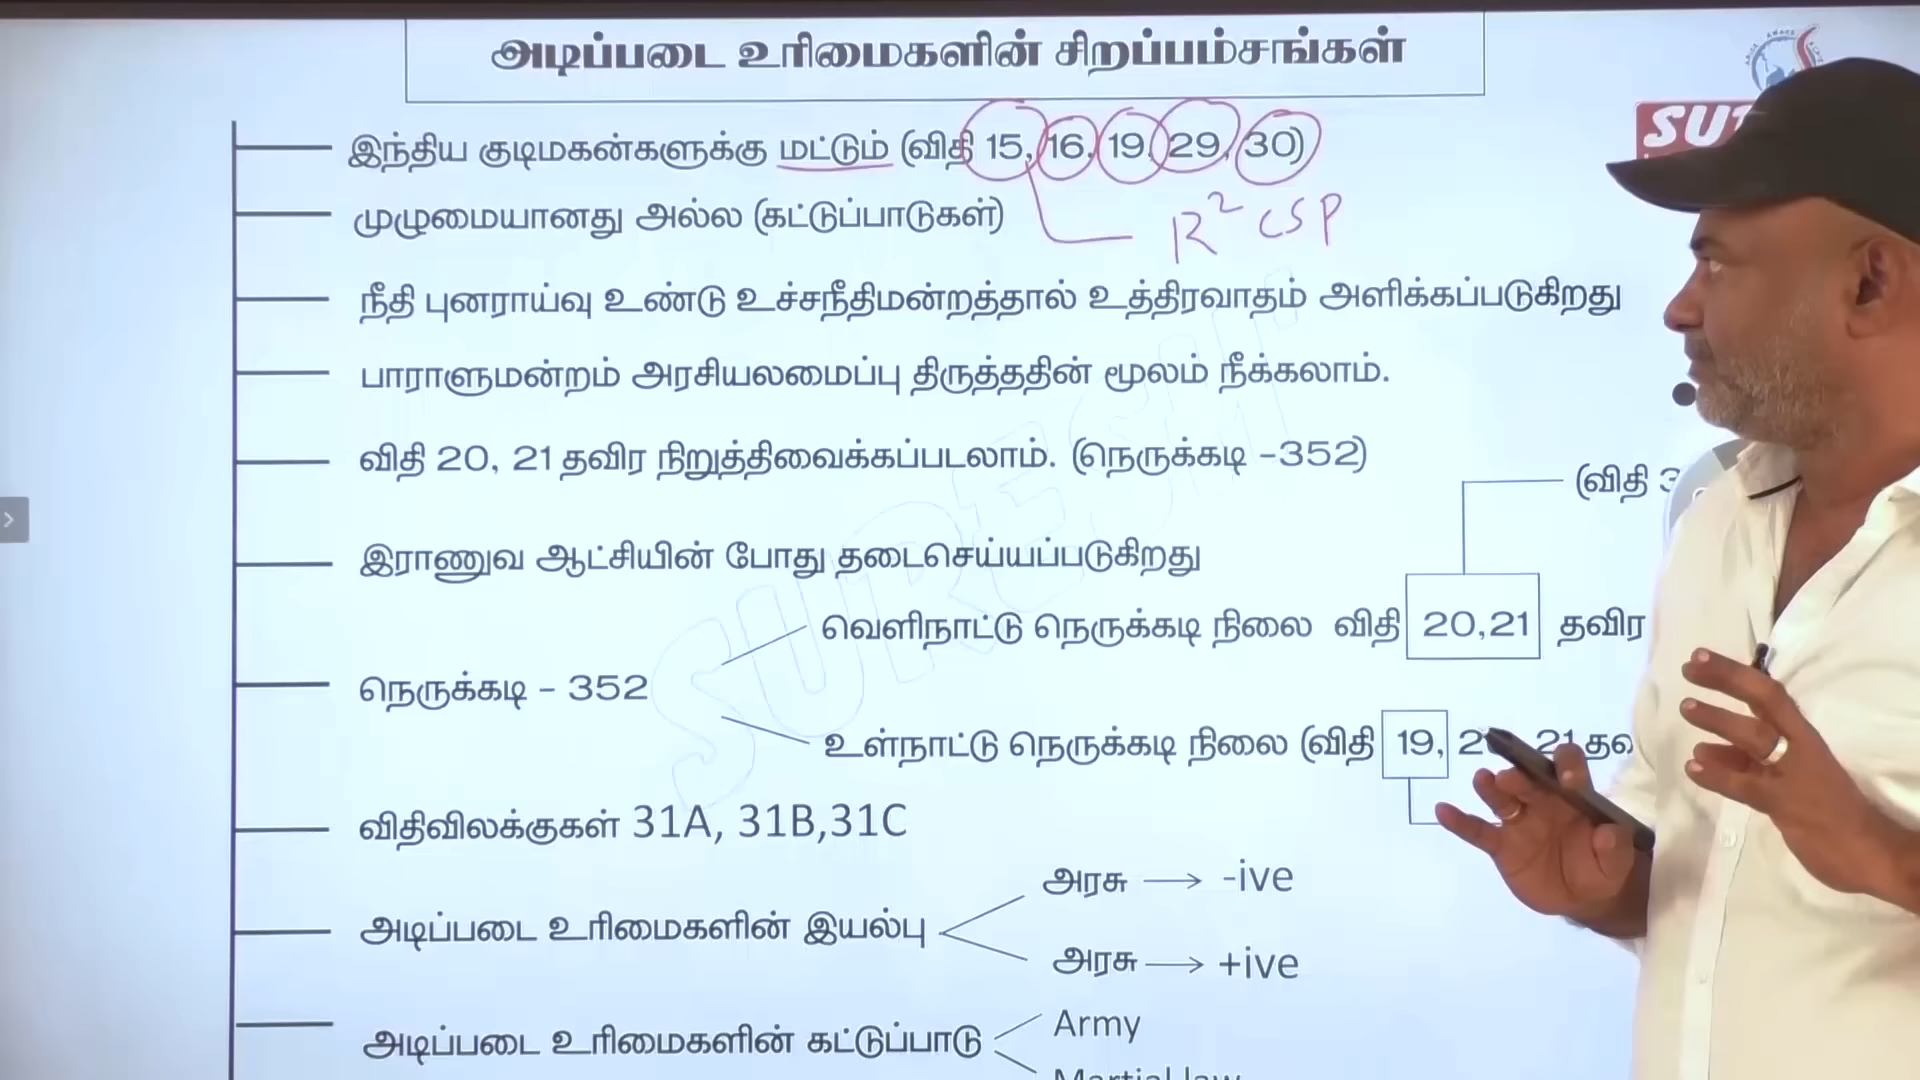 அடிப்படை உரிமைகளின் சிறப்பம்சங்கள்
இந்திய குடிமகன்களுக்கு மட்டும் (விதி 15, 16, 19, 29, 30)
R² CSP
முழுமையானது அல்ல (கட்டுப்பாடுகள்)
நீதி புனராய்வு உண்டு உச்சநீதிமன்றத்தால் உத்திரவாதம் அளிக்கப்படுகிறது
பாராளுமன்றம் அரசியலமைப்பு திருத்ததின் மூலம் நீக்கலாம்.
விதி 20, 21 தவிர நிறுத்திவைக்கப்படலாம். (நெருக்கடி -352)
(விதி
இராணுவ ஆட்சியின் போது தடைசெய்யப்படுகிறது
வெளிநாட்டு நெருக்கடி நிலை விதி 20,21 தவிர
நெருக்கடி - 352
உள்நாட்டு நெருக்கடி நிலை (விதி 19, 21
விதிவிலக்குகள் 31A, 31B,31C
அரசு → -ive
அடிப்படை உரிமைகளின் இயல்பு
அரசு → +ive
அடிப்படை உரிமைகளின் கட்டுப்பாடு
Army
Martial law
SURESH